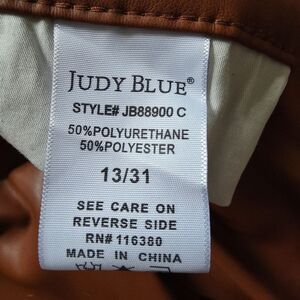 JUDY BLUE®
STYLE# JB88900 C
50%POLYURETHANE
50%POLYESTER
13/31
SEE CARE ON
REVERSE SIDE
RN# 116380
MADE IN CHINA